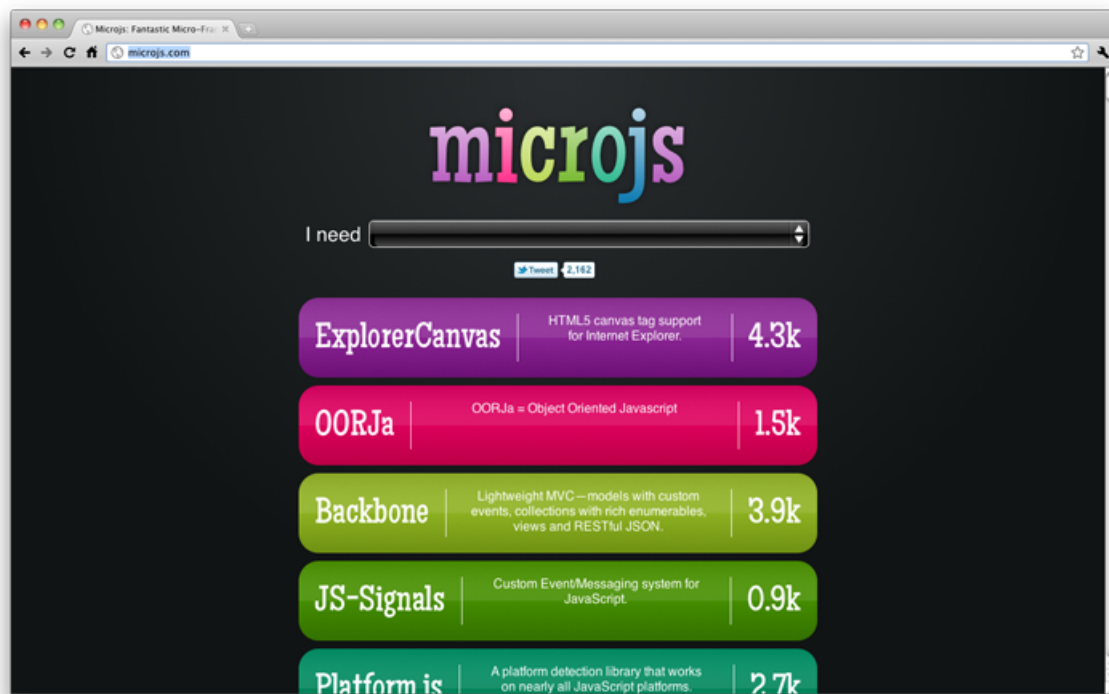 Microjs: Fantastic Micro-Fra
microjs.com
microjs
I need
Tweet
2,162
ExplorerCanvas
HTML5 canvas tag support
for Internet Explorer.
4.3k
OORJa
OORJa = Object Oriented Javascript
1.5k
Backbone
Lightweight MVC—models with custom
events, collections with rich enumerables,
views and RESTful JSON.
3.9k
JS-Signals
Custom Event/Messaging system for
JavaScript.
0.9k
Platform.js
A platform detection library that works
on nearly all JavaScript platforms.
2.7k